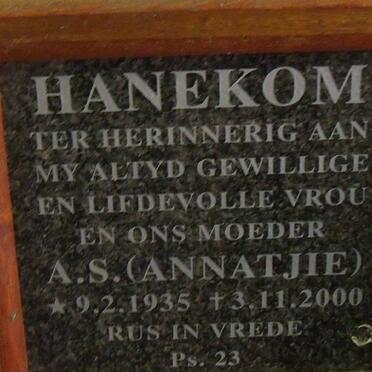 HANEKOM
TER HERINNERIG AAN
MY ALTYD GEWILLIGE
EN LIFDEVOLLE VROU
EN ONS MOEDER
A.S. (ANNATJIE)
★ 9.2.1935 † 3.11.2000
RUS IN VREDE
Ps. 23